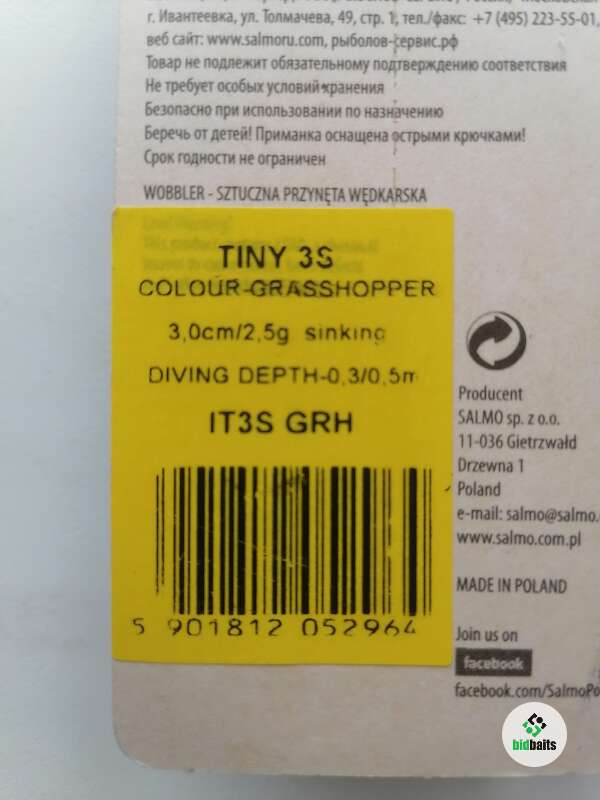 г. Ивантеевка, ул. Толмачева, 49, стр. 1, тел./факс: +7 (495) 223-55-01,
веб сайт: www.salmoru.com, рыболов-сервис.рф
Товар не подлежит обязательному подтверждению соответствия
Не требует особых условий хранения
Безопасно при использовании по назначению
Беречь от детей! Приманка оснащена острыми крючками!
Срок годности не ограничен
WOBBLER - SZTUCZNA PRZYNĘTA WĘDKARSKA
TINY 3S
COLOUR-GRASSHOPPER
3,0cm/2,5g sinking
DIVING DEPTH-0,3/0,5m
IT3S GRH
5 901812 052964
Producent
SALMO sp. z o.o.
11-036 Gietrzwałd
Drzewna 1
Poland
e-mail: salmo@salmo.
www.salmo.com.pl
MADE IN POLAND
Join us on
facebook
facebook.com/SalmoPo
bidbaits